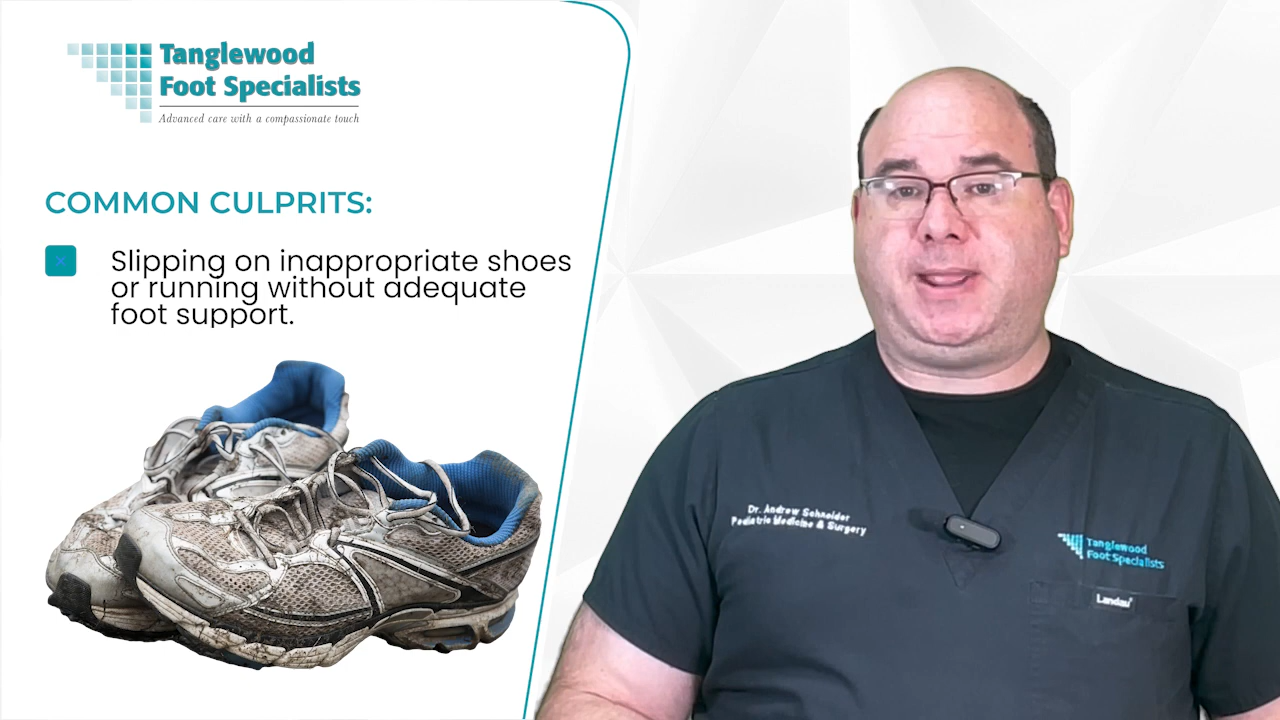 Tanglewood
Foot Specialists
Advanced care with a compassionate touch
COMMON CULPRITS:
Slipping on inappropriate shoes
or running without adequate
foot support.
Dr. Andrew Schneider
Podiatric Medicine & Surgery
Tanglewood
Foot Specialists
Landau